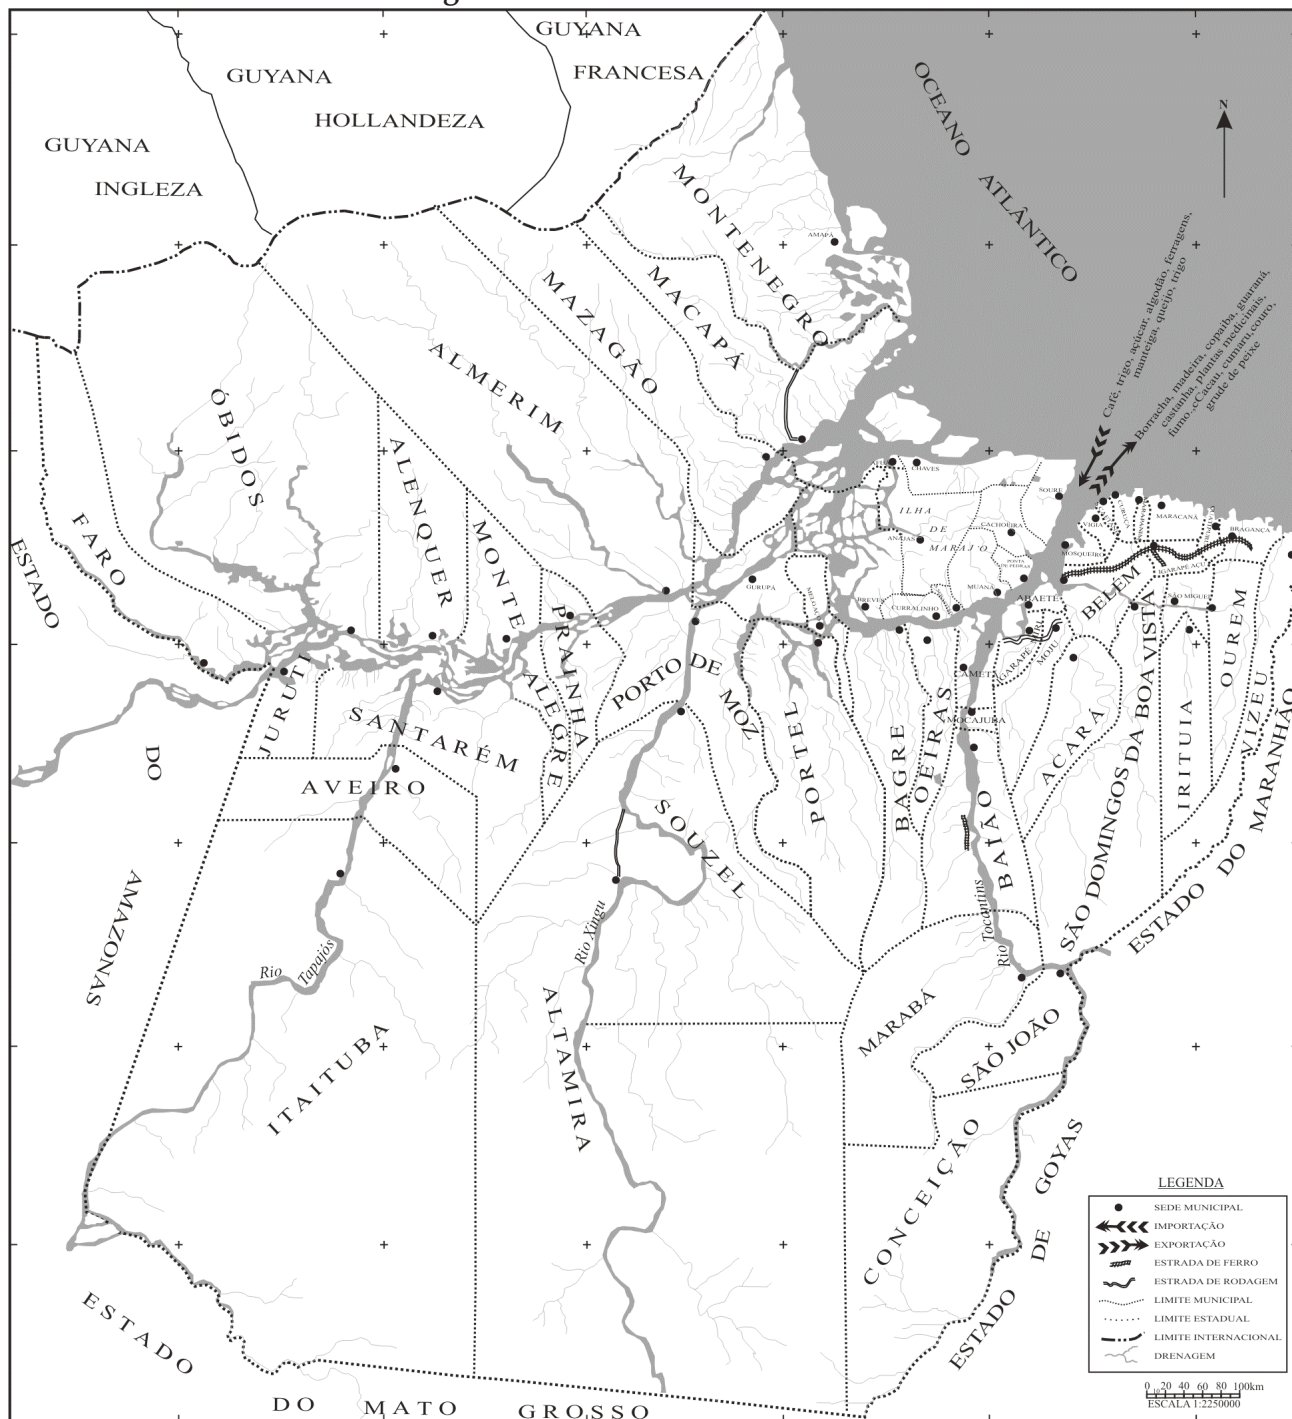 GUYANA
FRANCESA
GUYANA
HOLLANDEZA
GUYANA
INGLEZA
OCEANO ATLÂNTICO
N
Café, trigo, açúcar, algodão, ferragens,
manteiga, queijo, trigo
Borracha, madeira, copaiba, guaraná,
castanha, plantas medicinais,
fumo ,cCacau, cumaru,couro,
grude de peixe
MONTENEGRO
AMAPÁ
MACAPÁ
MAZAGÃO
ALMERIM
ÓBIDOS
ALENQUER
MONTE
ALEGRE
PRAINHA
FARO
ESTADO
DO
AMAZONAS
JURUTI
SANTARÉM
AVEIRO
PORTO DE MOZ
GURUPÁ
CHAVES
SOURE
ILHA
DE
MARAJÓ
ANAJÁS
CACHOEIRA
PONTA
DE PEDRAS
MUANÁ
BREVES
CURRALINHO
MELGAÇO
VIGIA
CURUÇÁ
MARACANÃ
BRAGANÇA
MOSQUEIRO
IGARAPÉ AÇU
BELÉM
SÃO MIGUEL
ABAETÉ
IGARAPÉ MIRI
MOJU
CAMETÁ
MOCAJUBA
PORTEL
BAGRE
OEIRAS
BAIÃO
ACARÁ
SÃO DOMINGOS DA BOA VISTA
IRITUIA
OUREM
VIZEU
ESTADO DO MARANHÃO
SOUZEL
Rio Xingu
Rio Tocantins
Rio Tapajós
ITAITUBA
ALTAMIRA
MARABÁ
SÃO JOÃO
CONCEIÇÃO
ESTADO DE GOYAS
ESTADO DO MATO GROSSO
LEGENDA
SEDE MUNICIPAL
IMPORTAÇÃO
EXPORTAÇÃO
ESTRADA DE FERRO
ESTRADA DE RODAGEM
LIMITE MUNICIPAL
LIMITE ESTADUAL
LIMITE INTERNACIONAL
DRENAGEM
0 10 20 40 60 80 100km
ESCALA 1:2250000